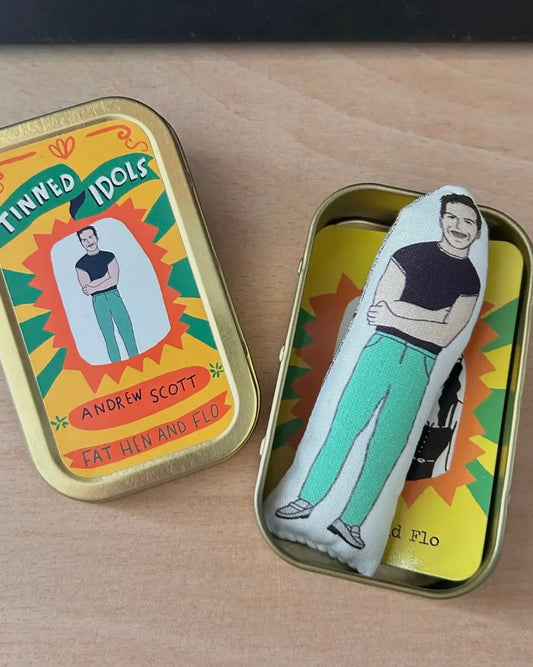 TINNED IDOLS
ANDREW SCOTT
FAT HEN AND FLO
d Flo